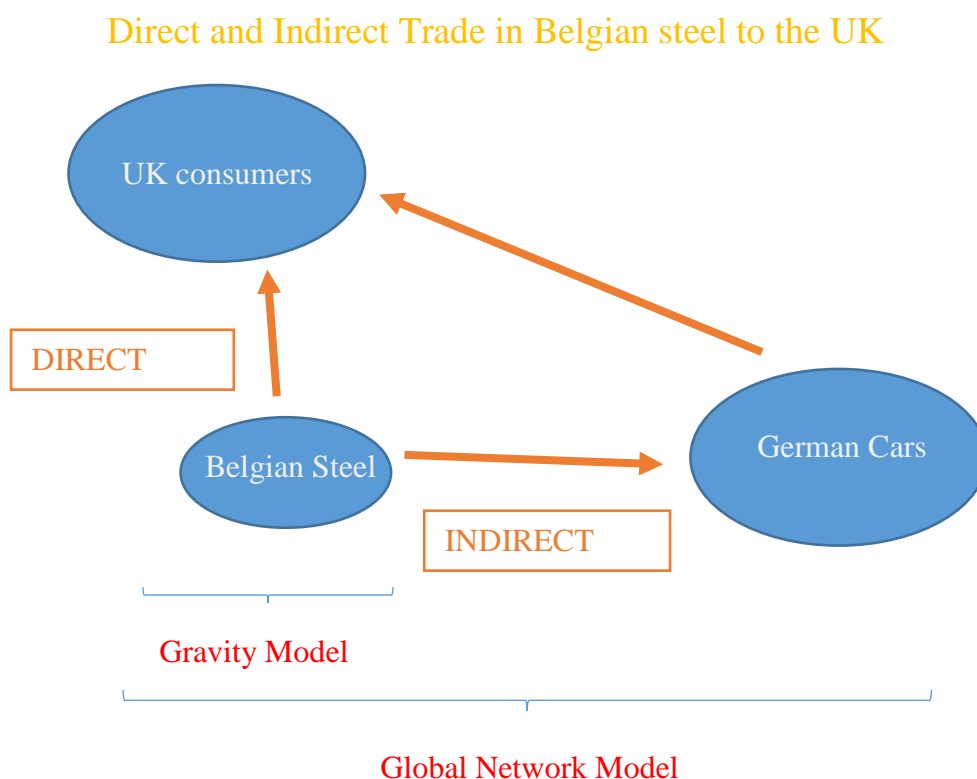 Direct and Indirect Trade in Belgian steel to the UK
UK consumers
DIRECT
Belgian Steel
German Cars
INDIRECT
Gravity Model
Global Network Model